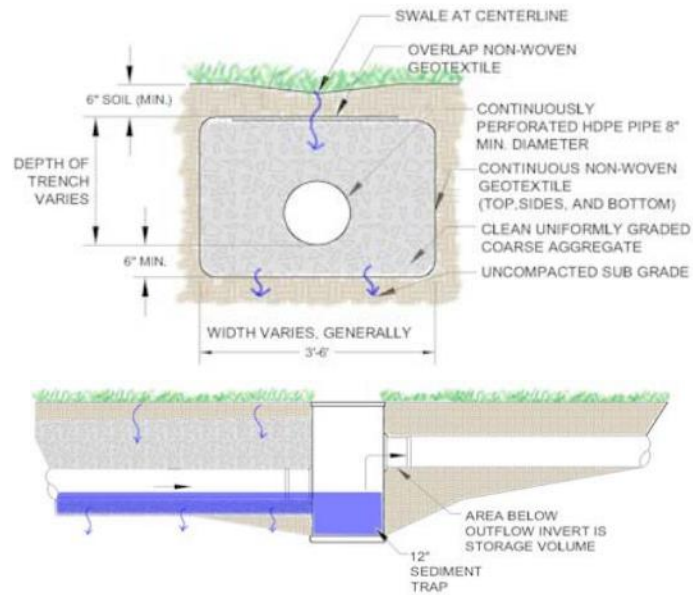 SWALE AT CENTERLINE
OVERLAP NON-WOVEN
GEOTEXTILE
6" SOIL (MIN.)
CONTINUOUSLY
PERFORATED HDPE PIPE 8"
MIN. DIAMETER
DEPTH OF
TRENCH
VARIES
CONTINUOUS NON-WOVEN
GEOTEXTILE
(TOP,SIDES, AND BOTTOM)
CLEAN UNIFORMLY GRADED
COARSE AGGREGATE
6" MIN.
UNCOMPACTED SUB GRADE
WIDTH VARIES, GENERALLY
3'-6'
AREA BELOW
OUTFLOW INVERT IS
STORAGE VOLUME
12"
SEDIMENT
TRAP